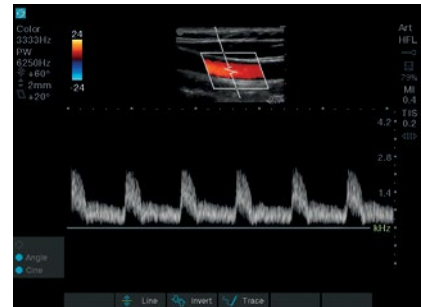 Color
3333Hz
PW
6250Hz
+60°
2mm
+20°
24
-24
Art
HFL
79%
MI
0.4
TIS
0.2
4.2
2.8
1.4
kHz
Angle
Cine
Line
Invert
Trace